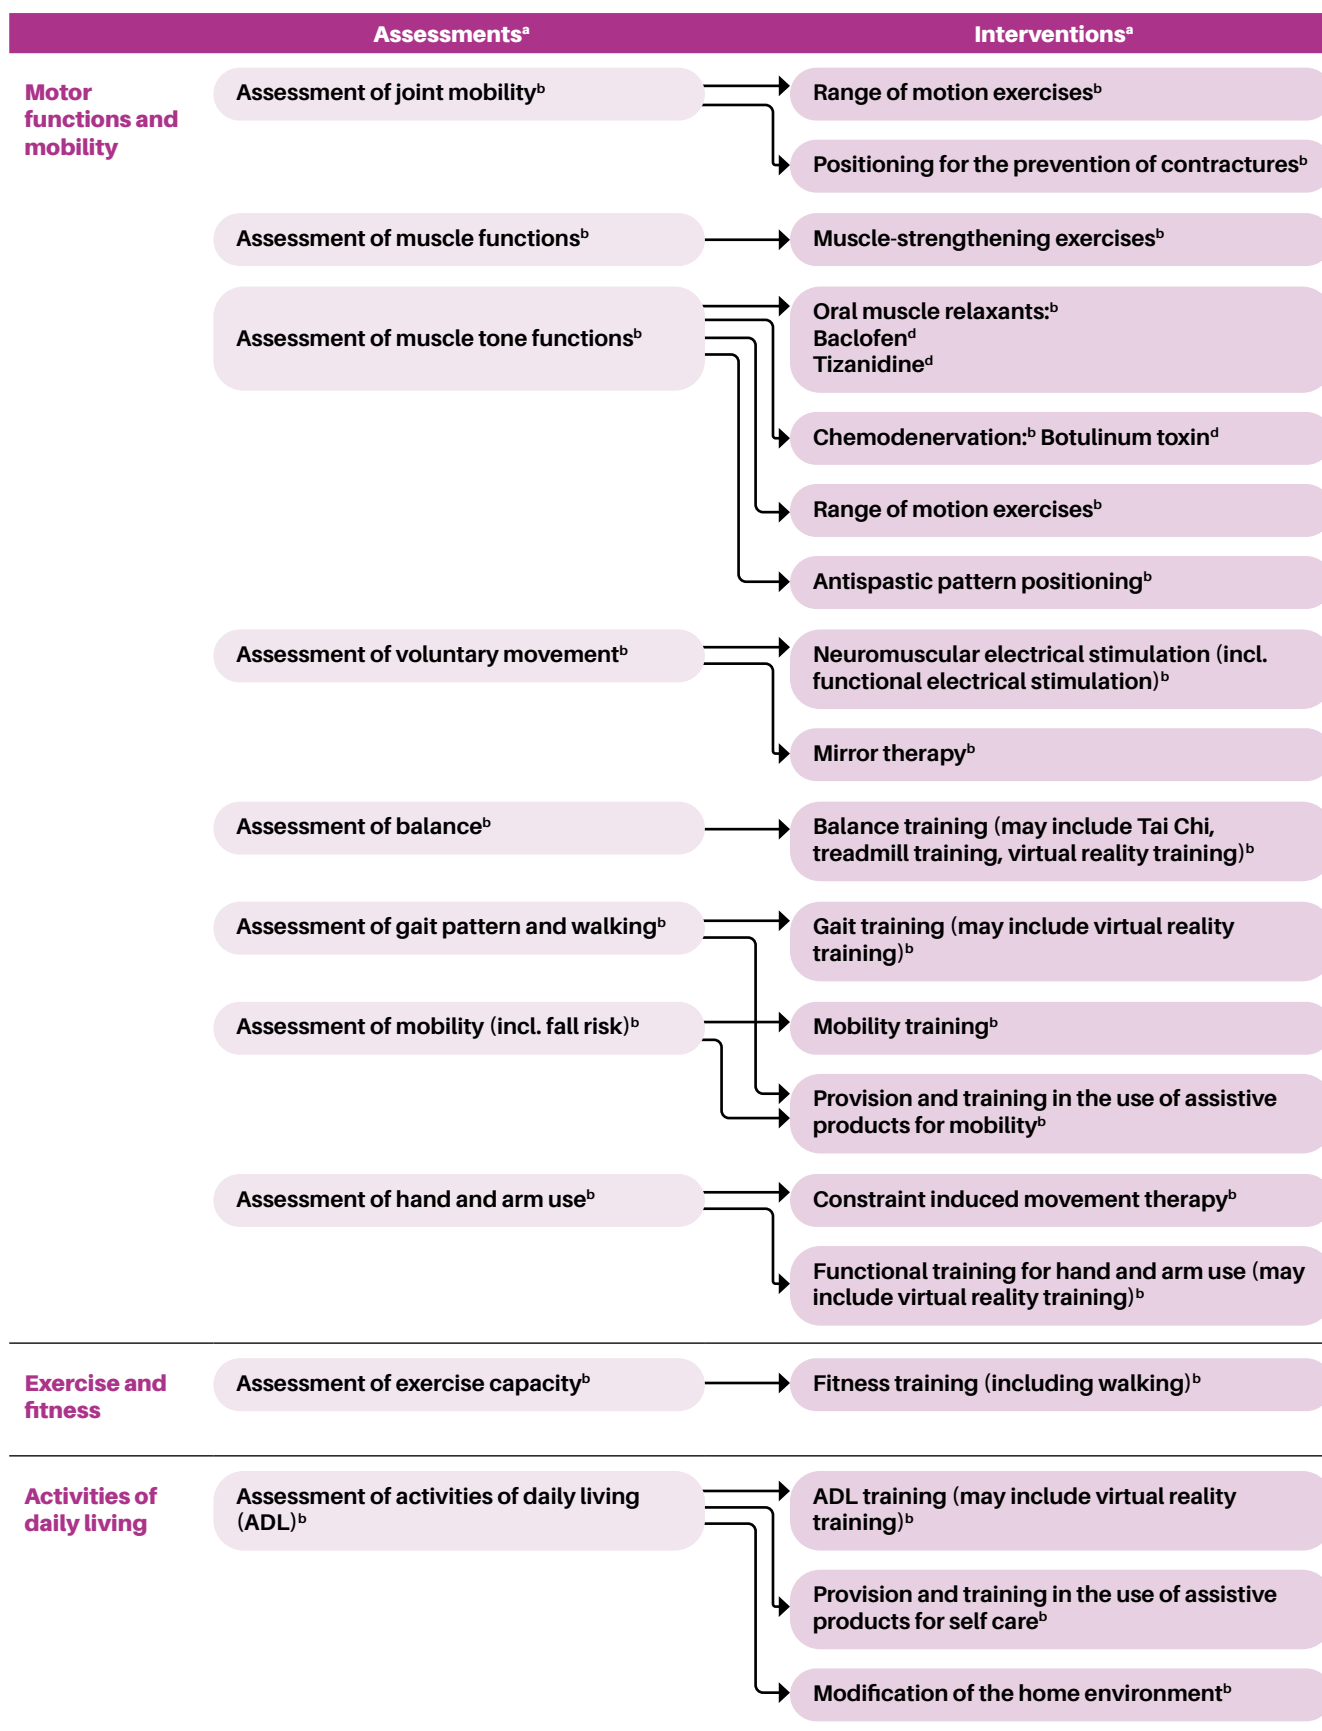 Assessmentsᵃ
Interventionsᵃ
Motor
functions and
mobility
Assessment of joint mobilityᵇ
Range of motion exercisesᵇ
Positioning for the prevention of contracturesᵇ
Assessment of muscle functionsᵇ
Muscle-strengthening exercisesᵇ
Assessment of muscle tone functionsᵇ
Oral muscle relaxants:ᵇ
Baclofenᵈ
Tizanidineᵈ
Chemodenervation:ᵇ Botulinum toxinᵈ
Range of motion exercisesᵇ
Antispastic pattern positioningᵇ
Assessment of voluntary movementᵇ
Neuromuscular electrical stimulation (incl.
functional electrical stimulation)ᵇ
Mirror therapyᵇ
Assessment of balanceᵇ
Balance training (may include Tai Chi,
treadmill training, virtual reality training)ᵇ
Assessment of gait pattern and walkingᵇ
Gait training (may include virtual reality
training)ᵇ
Assessment of mobility (incl. fall risk)ᵇ
Mobility trainingᵇ
Provision and training in the use of assistive
products for mobilityᵇ
Assessment of hand and arm useᵇ
Constraint induced movement therapyᵇ
Functional training for hand and arm use (may
include virtual reality training)ᵇ
Exercise and
fitness
Assessment of exercise capacityᵇ
Fitness training (including walking)ᵇ
Activities of
daily living
Assessment of activities of daily living
(ADL)ᵇ
ADL training (may include virtual reality
training)ᵇ
Provision and training in the use of assistive
products for self careᵇ
Modification of the home environmentᵇ